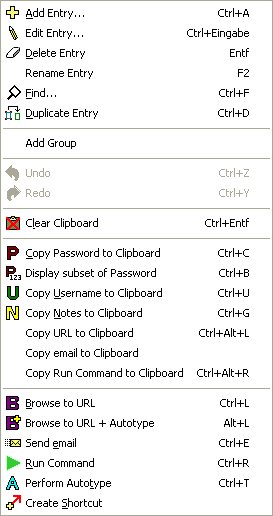 Add Entry... Ctrl+A
Edit Entry... Ctrl+Eingabe
Delete Entry Entf
Rename Entry F2
Find... Ctrl+F
Duplicate Entry Ctrl+D
Add Group
Undo Ctrl+Z
Redo Ctrl+Y
Clear Clipboard Ctrl+Entf
P Copy Password to Clipboard Ctrl+C
P123 Display subset of Password Ctrl+B
U Copy Username to Clipboard Ctrl+U
N Copy Notes to Clipboard Ctrl+G
Copy URL to Clipboard Ctrl+Alt+L
Copy email to Clipboard
Copy Run Command to Clipboard Ctrl+Alt+R
B Browse to URL Ctrl+L
B Browse to URL + Autotype Alt+L
Send email Ctrl+E
Run Command Ctrl+R
A Perform Autotype Ctrl+T
Create Shortcut